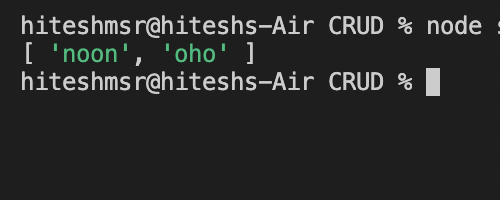 hiteshmsr@hiteshs-Air CRUD % node
[ 'noon', 'oho' ]
hiteshmsr@hiteshs-Air CRUD %